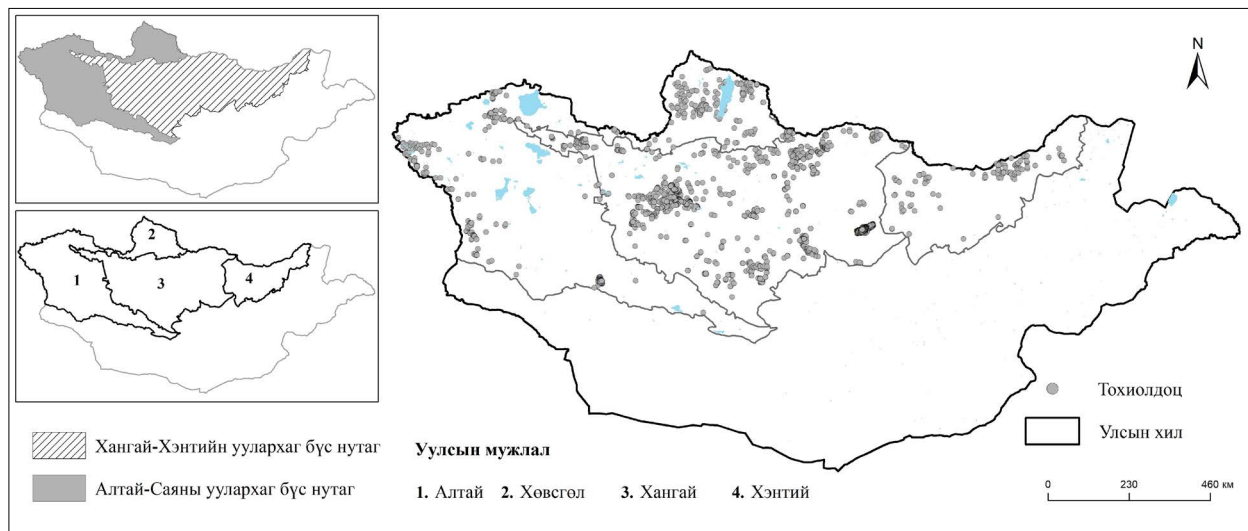 N
2
1
3
4
Тохиолдоц
Улсын хил
0 230 460 км
Хангай-Хэнтийн уулархаг бүс нутаг
Алтай-Саяны уулархаг бүс нутаг
Уулсын мужлал
1. Алтай 2. Хөвсгөл 3. Хангай 4. Хэнтий